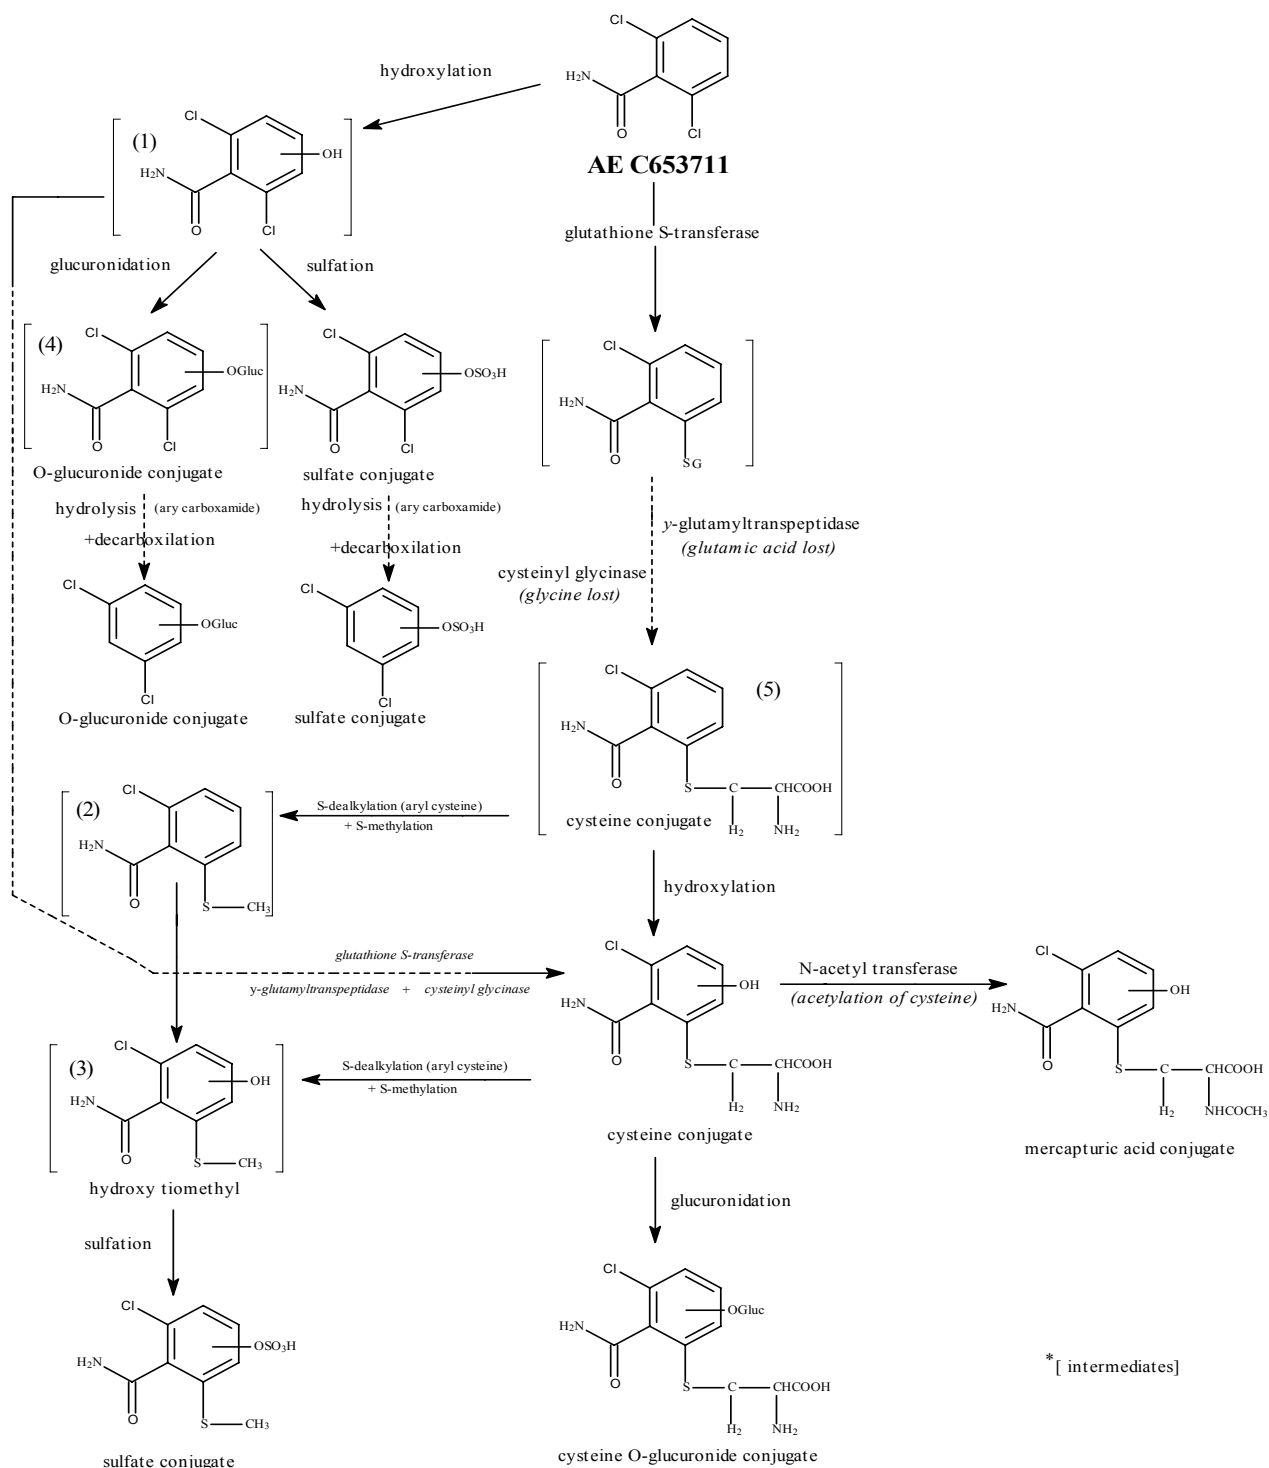 Cl
hydroxylation
H₂N
O
Cl
AE C653711
(1)
Cl
OH
H₂N
O
Cl
glutathione S-transferase
glucuronidation
sulfation
(4)
Cl
OGluc
H₂N
O
Cl
O-glucuronide conjugate
Cl
OSO₃H
H₂N
O
Cl
sulfate conjugate
Cl
H₂N
O
SG
hydrolysis (ary carboxamide)
+decarboxilation
hydrolysis (ary carboxamide)
+decarboxilation
y-glutamyltranspeptidase
(glutamic acid lost)
cysteinyl glycinase
(glycine lost)
Cl
OGluc
Cl
O-glucuronide conjugate
Cl
OSO₃H
Cl
sulfate conjugate
Cl
(5)
H₂N
O
S C CHCOOH
H₂ NH₂
cysteine conjugate
S-dealkylation (aryl cysteine)
+ S-methylation
(2)
Cl
H₂N
O
S CH₃
hydroxylation
glutathione S-transferase
y-glutamyltranspeptidase + cysteinyl glycinase
Cl
OH
H₂N
O
S C CHCOOH
H₂ NH₂
cysteine conjugate
N-acetyl transferase
(acetylation of cysteine)
Cl
OH
H₂N
O
S C CHCOOH
H₂ NHCOCH₃
mercapturic acid conjugate
S-dealkylation (aryl cysteine)
+ S-methylation
(3)
Cl
OH
H₂N
O
S CH₃
hydroxy tiomethyl
glucuronidation
sulfation
Cl
OSO₃H
H₂N
O
S CH₃
sulfate conjugate
Cl
OGluc
H₂N
O
S C CHCOOH
H₂ NH₂
cysteine O-glucuronide conjugate
*[ intermediates]